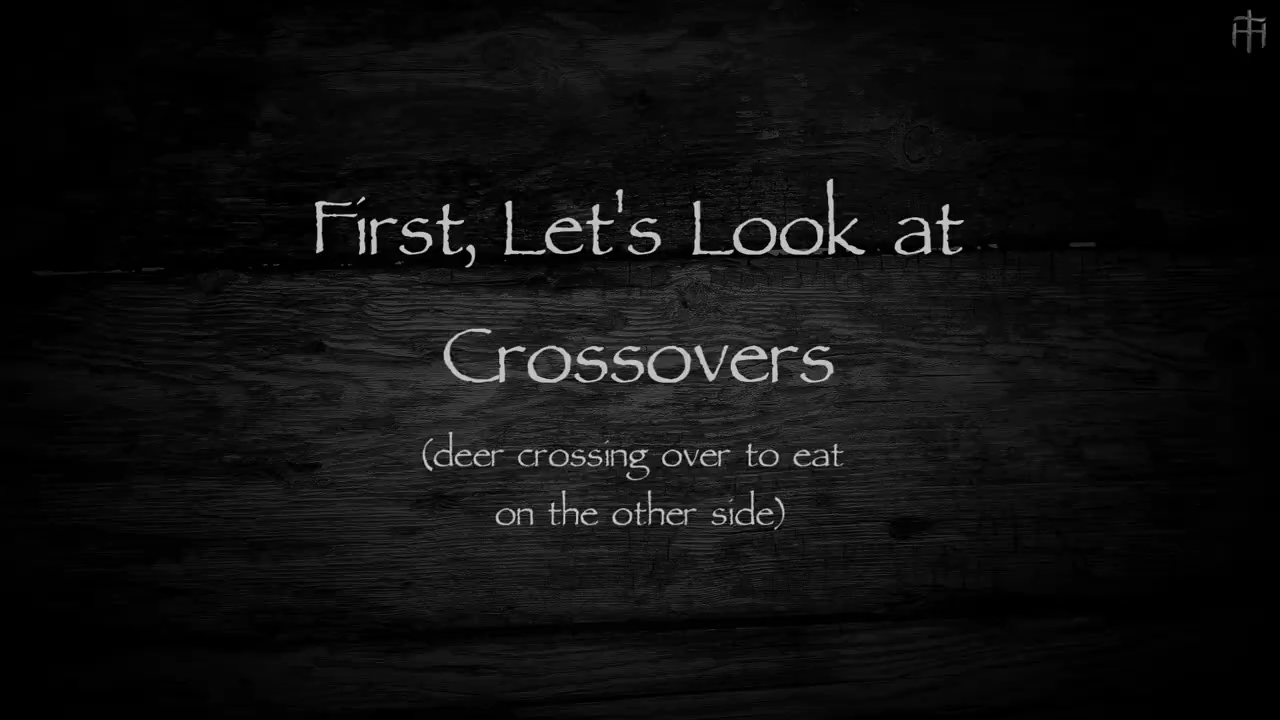 First, Let's Look at
Crossovers
(deer crossing over to eat
on the other side)